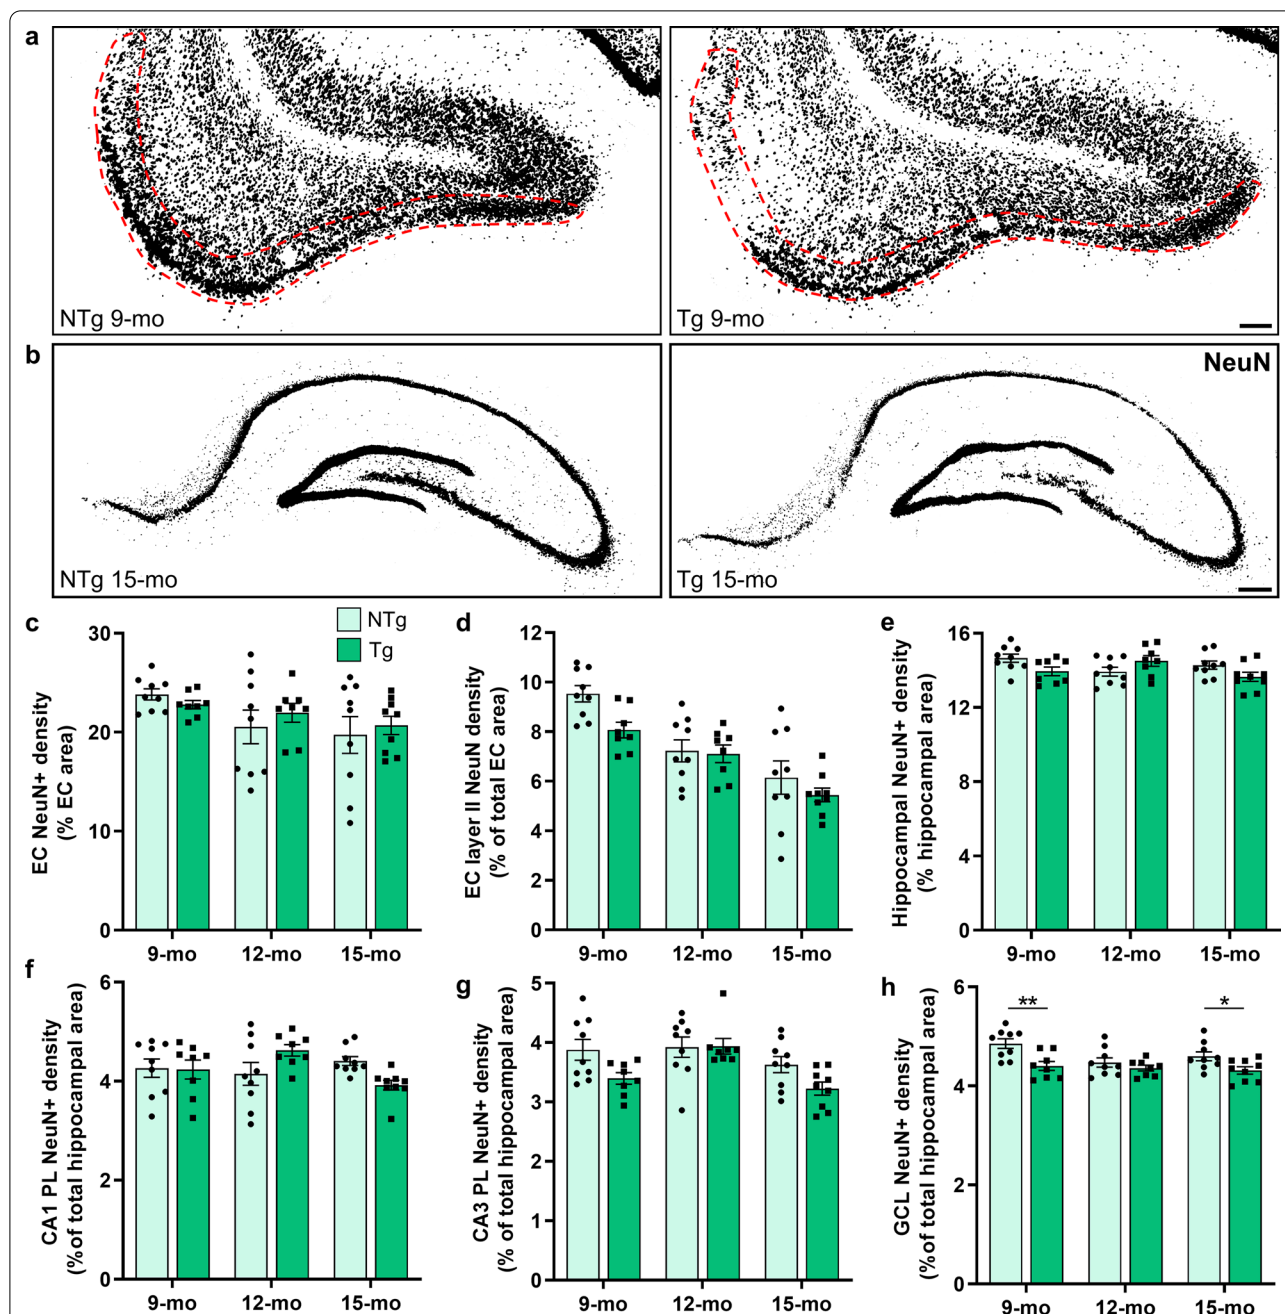 a
NTg 9-mo
Tg 9-mo
b
NeuN
NTg 15-mo
Tg 15-mo
c
NTg
Tg
EC NeuN+ density
(% EC area)
30
20
10
0
9-mo 12-mo 15-mo
d
EC layer II NeuN density
(% of total EC area)
12
10
8
6
4
2
0
9-mo 12-mo 15-mo
e
Hippocampal NeuN+ density
(% hippocampal area)
16
12
8
4
0
9-mo 12-mo 15-mo
f
CA1 PL NeuN+ density
(%of total hippocampal area)
6
4
2
0
9-mo 12-mo 15-mo
g
CA3 PL NeuN+ density
(% of total hippocampal area)
5
4
3
2
1
0
9-mo 12-mo 15-mo
h
GCL NeuN+ density
(%of total hippocampal area)
6
4
2
0
** *
9-mo 12-mo 15-mo